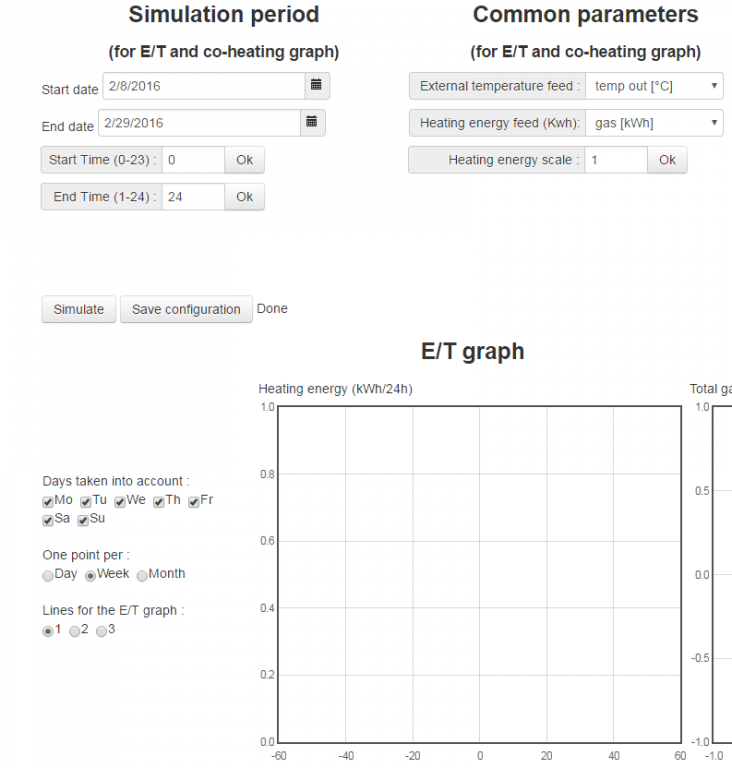 Simulation period
(for E/T and co-heating graph)
Start date 2/8/2016
End date 2/29/2016
Start Time (0-23) : 0 Ok
End Time (1-24) : 24 Ok
Common parameters
(for E/T and co-heating graph)
External temperature feed : temp out [°C]
Heating energy feed (Kwh): gas [kWh]
Heating energy scale : 1 Ok
Simulate Save configuration Done
E/T graph
Days taken into account :
Mo Tu We Th Fr
Sa Su
One point per :
Day Week Month
Lines for the E/T graph :
1 2 3
Heating energy (kWh/24h)
1.0
0.8
0.6
0.4
0.2
0.0
-60 -40 -20 0 20 40 60
Total ga
1.0
0.5
0.0
-0.5
-1.0
-1.0